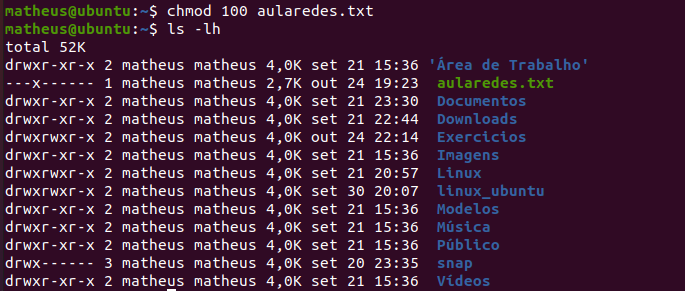 matheus@ubuntu:~$ chmod 100 aularedes.txt
matheus@ubuntu:~$ ls -lh
total 52K
drwxr-xr-x 2 matheus matheus 4,0K set 21 15:36 'Área de Trabalho'
---x------ 1 matheus matheus 2,7K out 24 19:23  aularedes.txt
drwxr-xr-x 2 matheus matheus 4,0K set 21 23:30  Documentos
drwxr-xr-x 2 matheus matheus 4,0K set 21 22:44  Downloads
drwxrwxr-x 2 matheus matheus 4,0K out 24 22:14  Exercicios
drwxr-xr-x 2 matheus matheus 4,0K set 21 15:36  Imagens
drwxrwxr-x 2 matheus matheus 4,0K set 21 20:57  Linux
drwxrwxr-x 2 matheus matheus 4,0K set 30 20:07  linux_ubuntu
drwxr-xr-x 2 matheus matheus 4,0K set 21 15:36  Modelos
drwxr-xr-x 2 matheus matheus 4,0K set 21 15:36  Música
drwxr-xr-x 2 matheus matheus 4,0K set 21 15:36  Público
drwx------ 3 matheus matheus 4,0K set 20 23:35  snap
drwxr-xr-x 2 matheus matheus 4,0K set 21 15:36  Vídeos